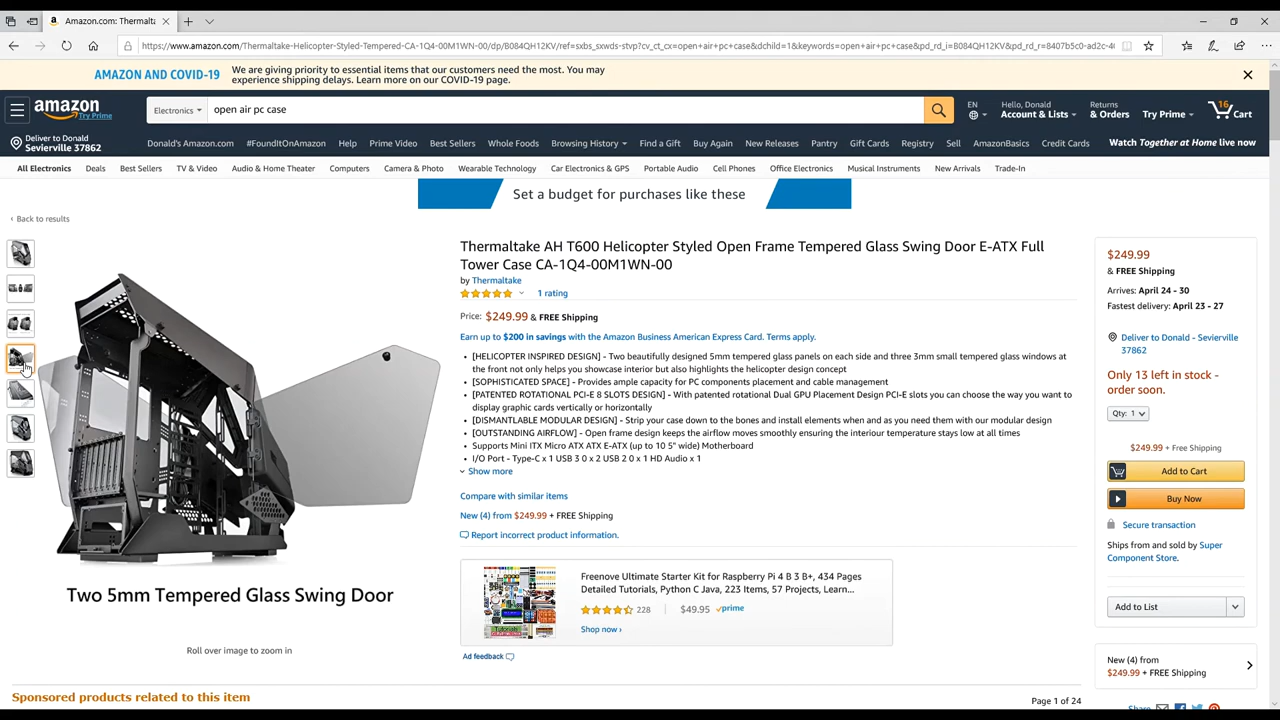 Amazon.com: Thermalta
https://www.amazon.com/Thermaltake-Helicopter-Styled-Tempered-CA-1Q4-00M1WN-00/dp/B084QH12KV/ref=sxbs_sxwds-stvp?cv_ct_cx=open+air+pc+case&dchild=1&keywords=open+air+pc+case&pd_rd_i=B084QH12KV&pd_rd_r=8407b5c0-ad2c-4
AMAZON AND COVID-19
We are giving priority to essential items that our customers need the most. You may
experience shipping delays. Learn more on our COVID-19 page.
amazon
Try Prime
Electronics
open air pc case
EN
Hello, Donald
Account & Lists
Returns
& Orders
Try Prime
16
Cart
Deliver to Donald
Sevierville 37862
Donald's Amazon.com #FoundItOnAmazon Help Prime Video Best Sellers Whole Foods Browsing History Find a Gift Buy Again New Releases Pantry Gift Cards Registry Sell AmazonBasics Credit Cards
Watch Together at Home live now
All Electronics Deals Best Sellers TV & Video Audio & Home Theater Computers Camera & Photo Wearable Technology Car Electronics & GPS Portable Audio Cell Phones Office Electronics Musical Instruments New Arrivals Trade-In
Set a budget for purchases like these
‹ Back to results
Two 5mm Tempered Glass Swing Door
Roll over image to zoom in
Thermaltake AH T600 Helicopter Styled Open Frame Tempered Glass Swing Door E-ATX Full
Tower Case CA-1Q4-00M1WN-00
by Thermaltake
1 rating
Price: $249.99 & FREE Shipping
Earn up to $200 in savings with the Amazon Business American Express Card. Terms apply.
• [HELICOPTER INSPIRED DESIGN] - Two beautifully designed 5mm tempered glass panels on each side and three 3mm small tempered glass windows at
the front not only helps you showcase interior but also highlights the helicopter design concept
• [SOPHISTICATED SPACE] - Provides ample capacity for PC components placement and cable management
• [PATENTED ROTATIONAL PCI-E 8 SLOTS DESIGN] - With patented rotational Dual GPU Placement Design PCI-E slots you can choose the way you want to
display graphic cards vertically or horizontally
• [DISMANTLABLE MODULAR DESIGN] - Strip your case down to the bones and install elements when and as you need them with our modular design
• [OUTSTANDING AIRFLOW] - Open frame design keeps the airflow moves smoothly ensuring the interiour temperature stays low at all times
• Supports Mini ITX Micro ATX ATX E-ATX (up to 10 5" wide) Motherboard
• I/O Port - Type-C x 1 USB 3 0 x 2 USB 2 0 x 1 HD Audio x 1
Show more
Compare with similar items
New (4) from $249.99 + FREE Shipping
Report incorrect product information.
Freenove Ultimate Starter Kit for Raspberry Pi 4 B 3 B+, 434 Pages
Detailed Tutorials, Python C Java, 223 Items, 57 Projects, Learn...
228 $49.95 prime
Shop now ›
Ad feedback
$249.99
& FREE Shipping
Arrives: April 24 - 30
Fastest delivery: April 23 - 27
Deliver to Donald - Sevierville
37862
Only 13 left in stock -
order soon.
Qty: 1
$249.99 + Free Shipping
Add to Cart
Buy Now
Secure transaction
Ships from and sold by Super
Component Store.
Add to List
New (4) from
$249.99 + FREE Shipping
Share
Sponsored products related to this item
Page 1 of 24